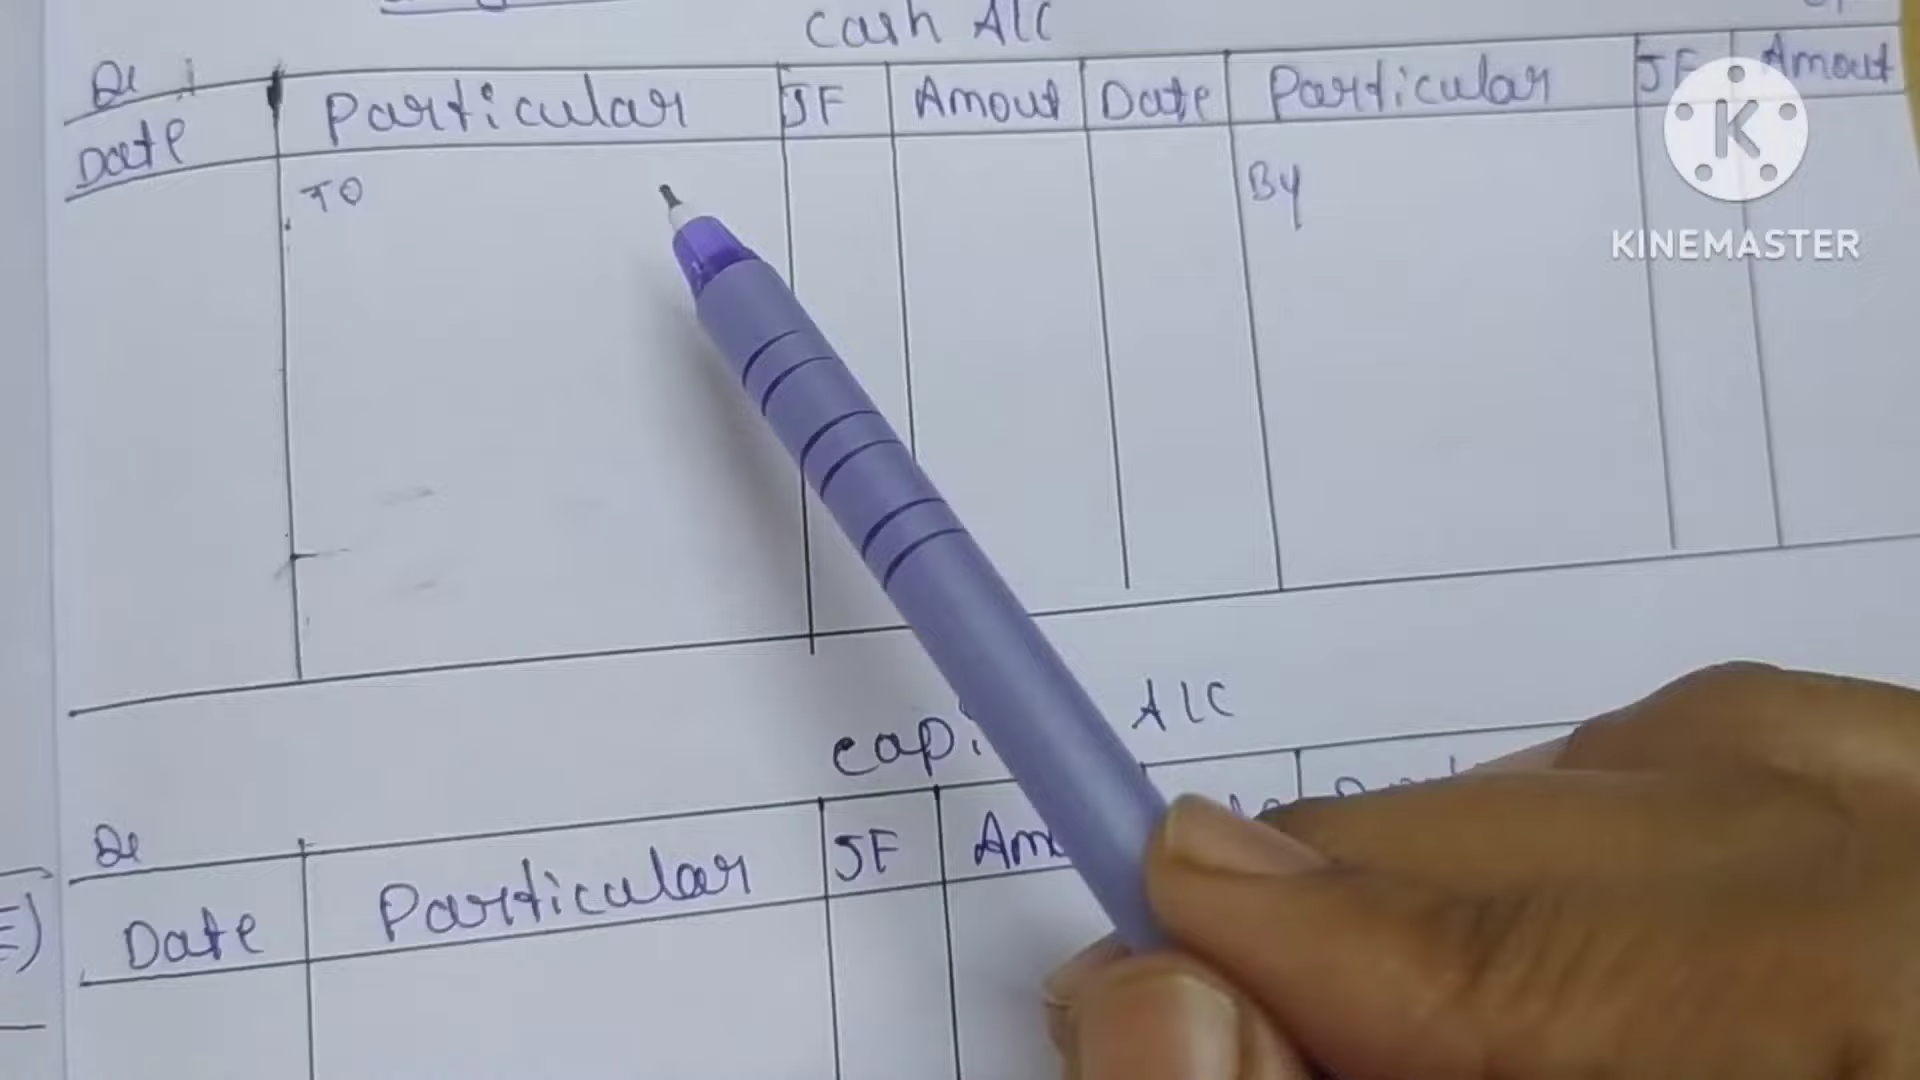 Cash A/C
Dr
Date Particular JF Amout Date Particular JF Amout
To By
K
KINEMASTER
A/C
Dr
Date Particular JF